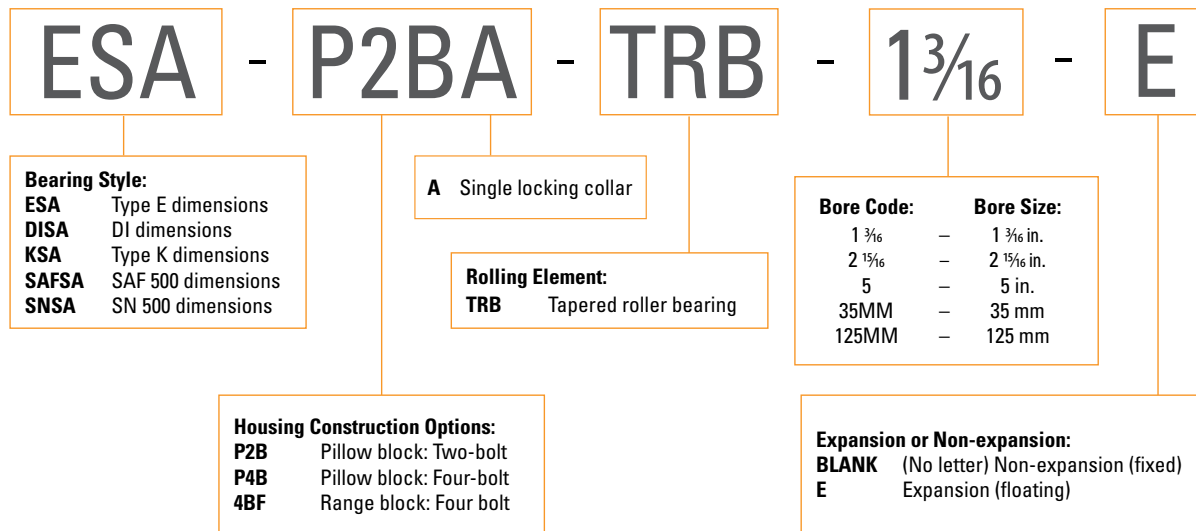 ESA - P2BA - TRB - 1 3⁄16 - E
Bearing Style:
ESA Type E dimensions
DISA DI dimensions
KSA Type K dimensions
SAFSA SAF 500 dimensions
SNSA SN 500 dimensions
A Single locking collar
Rolling Element:
TRB Tapered roller bearing
Bore Code: Bore Size:
1 3⁄16 – 1 3⁄16 in.
2 15⁄16 – 2 15⁄16 in.
5 – 5 in.
35MM – 35 mm
125MM – 125 mm
Housing Construction Options:
P2B Pillow block: Two-bolt
P4B Pillow block: Four-bolt
4BF Range block: Four bolt
Expansion or Non-expansion:
BLANK (No letter) Non-expansion (fixed)
E Expansion (floating)